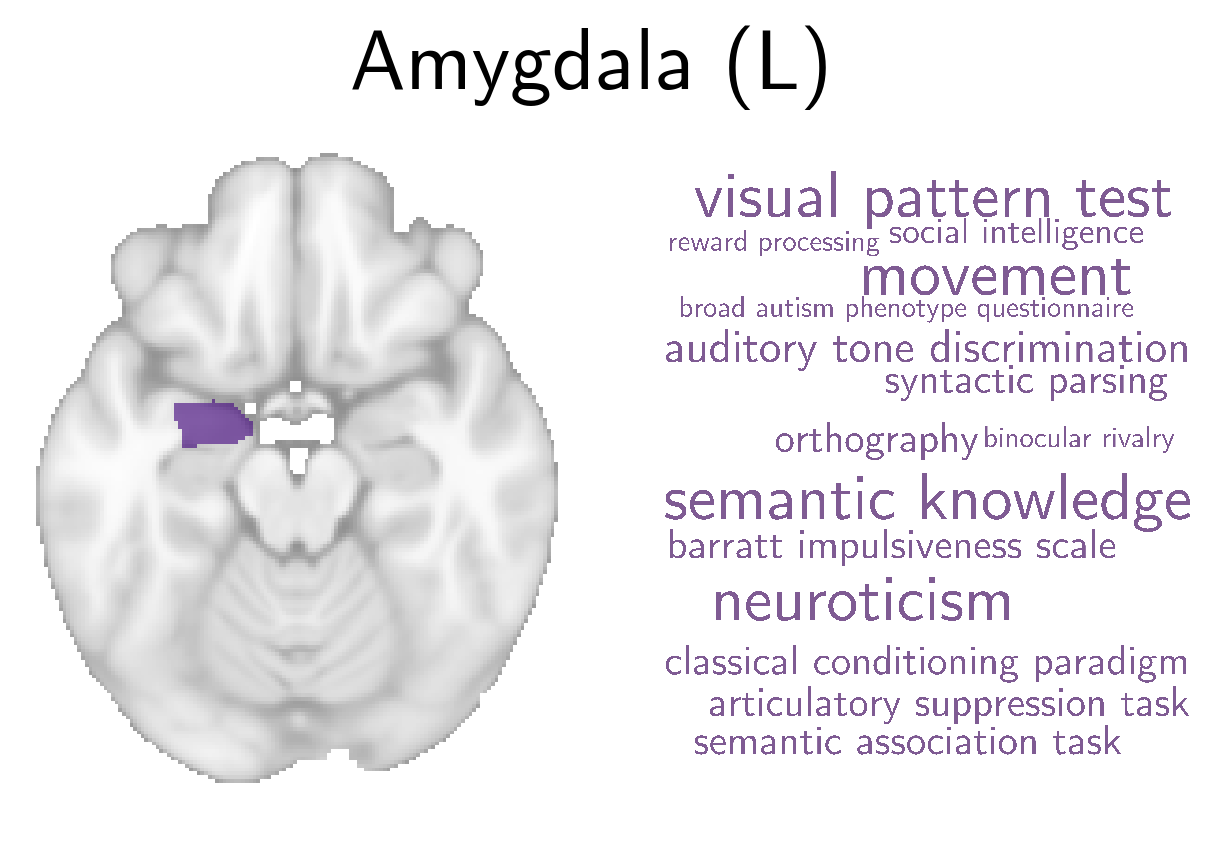 Amygdala (L)
visual pattern test
reward processing social intelligence
movement
broad autism phenotype questionnaire
auditory tone discrimination
syntactic parsing
orthography binocular rivalry
semantic knowledge
barratt impulsiveness scale
neuroticism
classical conditioning paradigm
articulatory suppression task
semantic association task